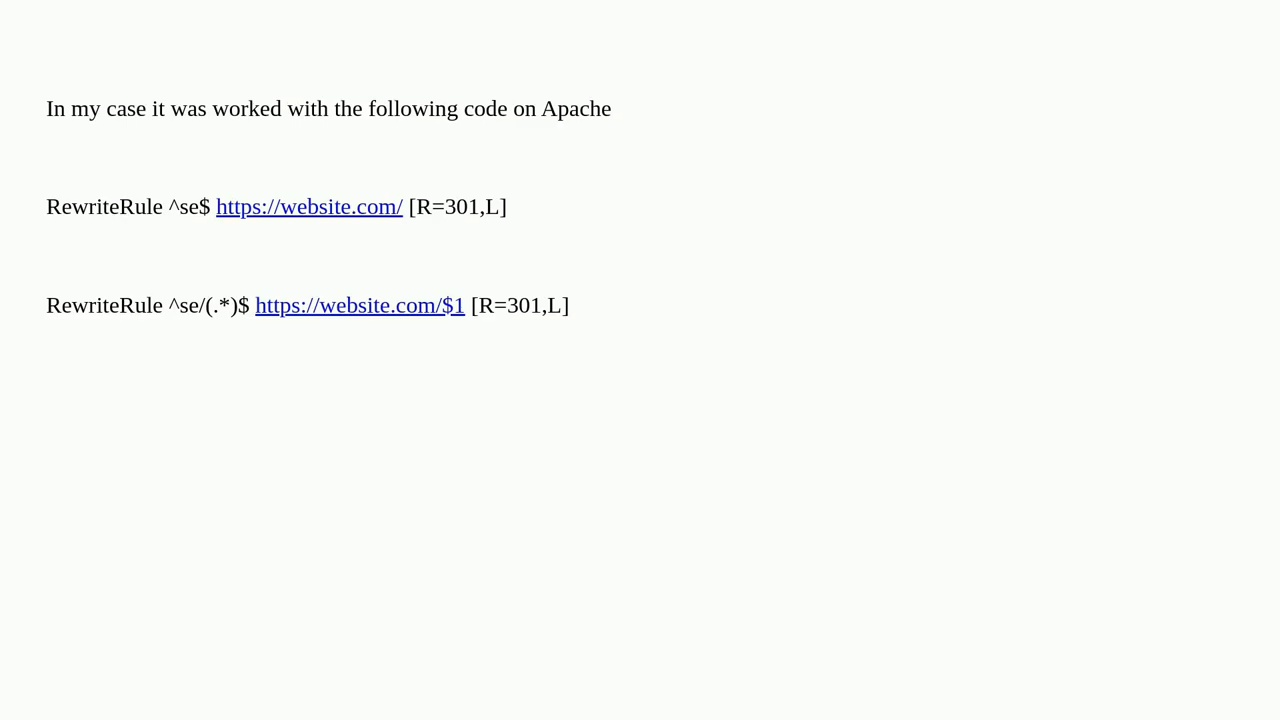 In my case it was worked with the following code on Apache
RewriteRule ^se$ https://website.com/ [R=301,L]
RewriteRule ^se/(.*)$ https://website.com/$1 [R=301,L]